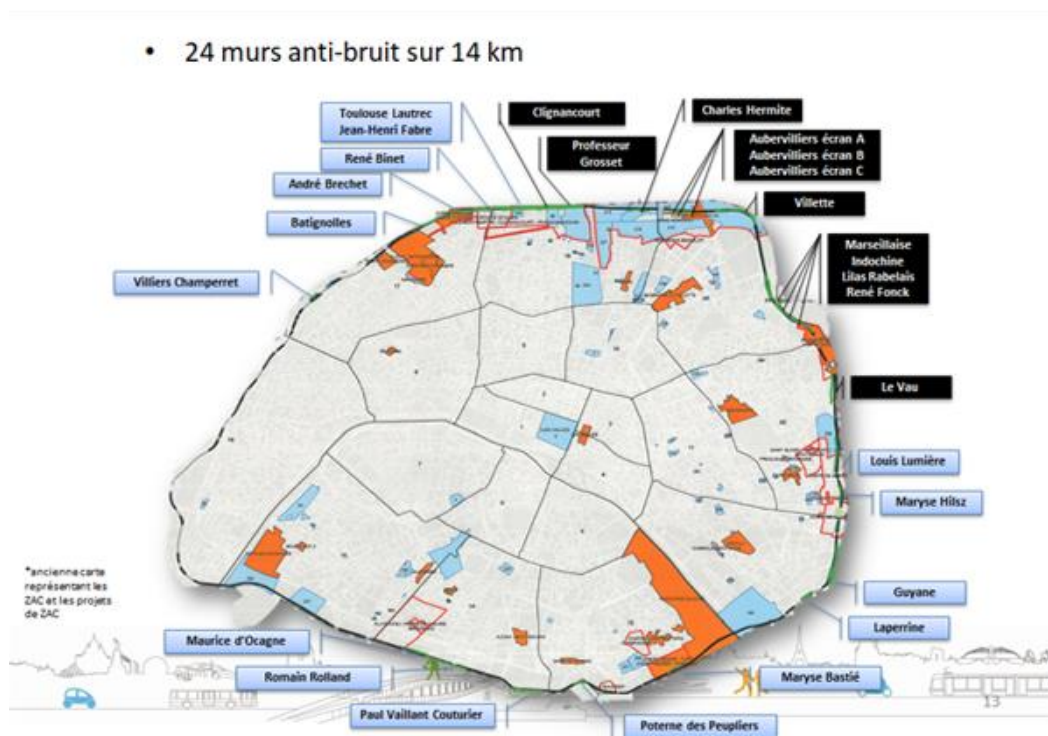 • 24 murs anti-bruit sur 14 km
Toulouse Lautrec
Jean-Henri Fabre
Clignancourt
Charles Hermite
Professeur
Grosset
Aubervilliers écran A
Aubervilliers écran B
Aubervilliers écran C
René Binet
André Brechet
Villette
Batignolles
Marseillaise
Indochine
Lilas Rabelais
René Fonck
Villiers Champerret
Le Vau
Louis Lumière
Maryse Hilsz
*ancienne carte
représentant les
ZAC et les projets
de ZAC
Guyane
Laperrine
Maurice d'Ocagne
Romain Rolland
Maryse Bastié
Paul Vaillant Couturier
Poterne des Peupliers
13